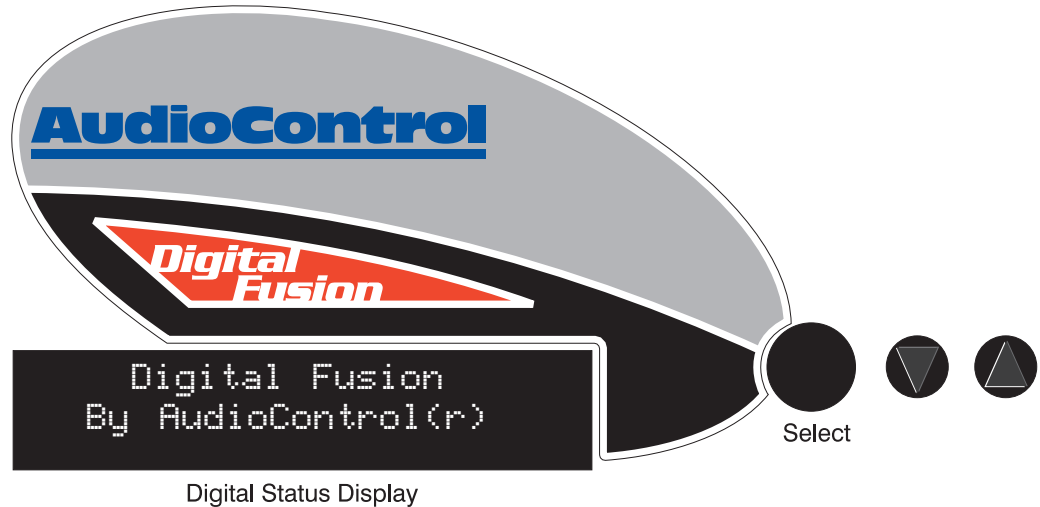 AudioControl
Digital
Fusion
Digital Fusion
By AudioControl(r)
Select
Digital Status Display